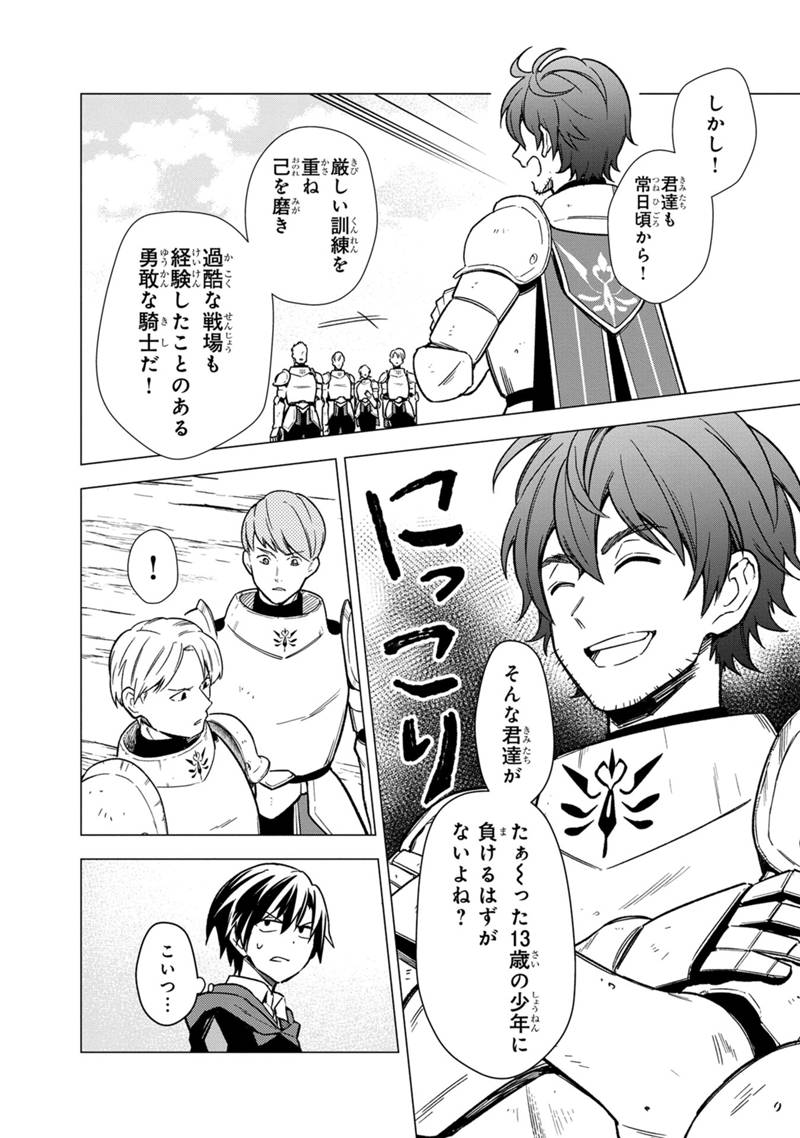 しかし！
君達も
常日頃から！
厳しい訓練を
重ね
己を磨き
過酷な戦場も
経験したことのある
勇敢な騎士だ！
にっこり
そんな君達が
たぁ〜った13歳の少年に
負けるはずが
ないよね？
！
こいつ…